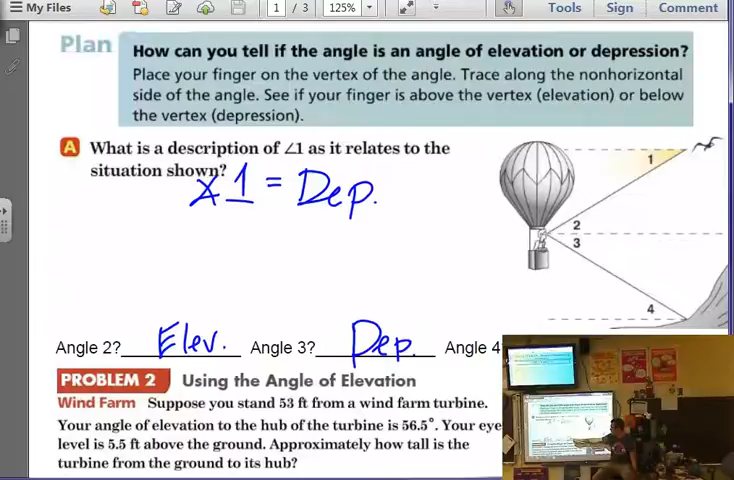 My Files
1 / 3
125%
Tools
Sign
Comment
Plan
How can you tell if the angle is an angle of elevation or depression?
Place your finger on the vertex of the angle. Trace along the nonhorizontal
side of the angle. See if your finger is above the vertex (elevation) or below
the vertex (depression).
A What is a description of ∠1 as it relates to the
situation shown?
∡1 = Dep.
1
2
3
4
Angle 2? Elev. Angle 3? Dep. Angle 4
PROBLEM 2 Using the Angle of Elevation
Wind Farm Suppose you stand 53 ft from a wind farm turbine.
Your angle of elevation to the hub of the turbine is 56.5°. Your eye
level is 5.5 ft above the ground. Approximately how tall is the
turbine from the ground to its hub?